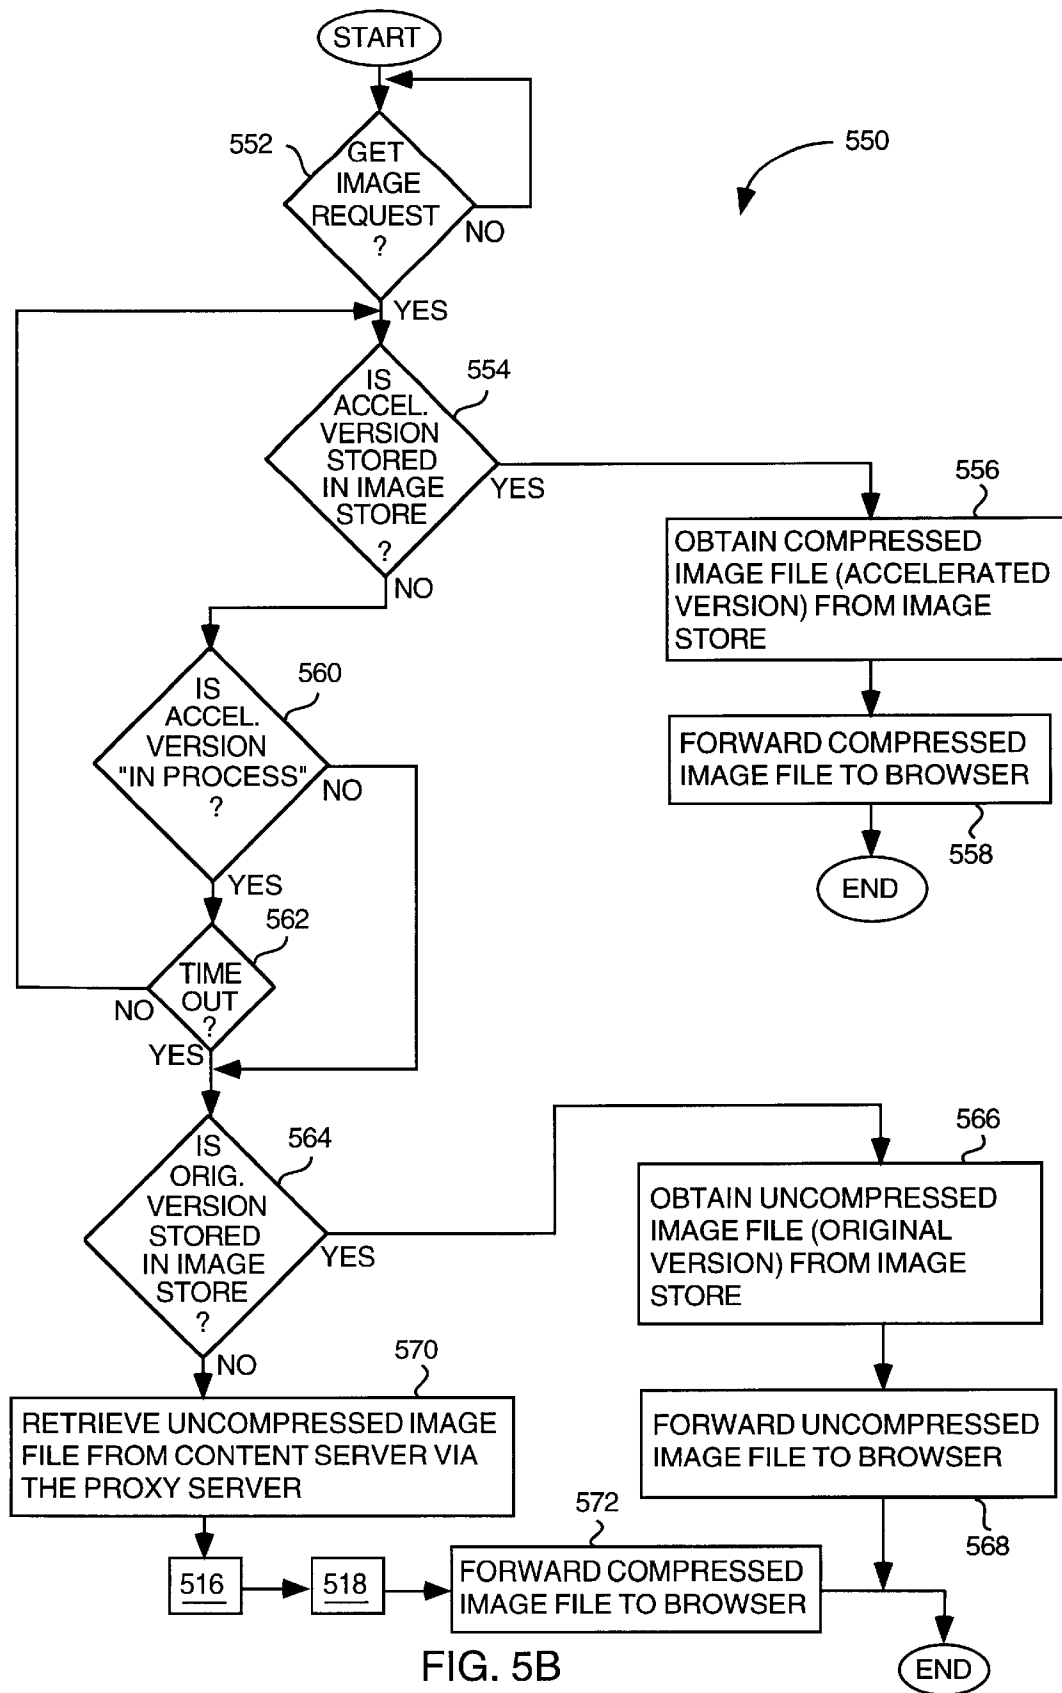 START
552
GET
IMAGE
REQUEST
?
NO
550
YES
554
IS
ACCEL.
VERSION
STORED
IN IMAGE
STORE
?
YES
NO
556
OBTAIN COMPRESSED
IMAGE FILE (ACCELERATED
VERSION) FROM IMAGE
STORE
560
IS
ACCEL.
VERSION
"IN PROCESS"
?
NO
YES
FORWARD COMPRESSED
IMAGE FILE TO BROWSER
558
END
562
TIME
OUT
?
NO
YES
564
IS
ORIG.
VERSION
STORED
IN IMAGE
STORE
?
YES
NO
566
OBTAIN UNCOMPRESSED
IMAGE FILE (ORIGINAL
VERSION) FROM IMAGE
STORE
570
RETRIEVE UNCOMPRESSED IMAGE
FILE FROM CONTENT SERVER VIA
THE PROXY SERVER
FORWARD UNCOMPRESSED
IMAGE FILE TO BROWSER
568
516
518
572
FORWARD COMPRESSED
IMAGE FILE TO BROWSER
END
FIG. 5B